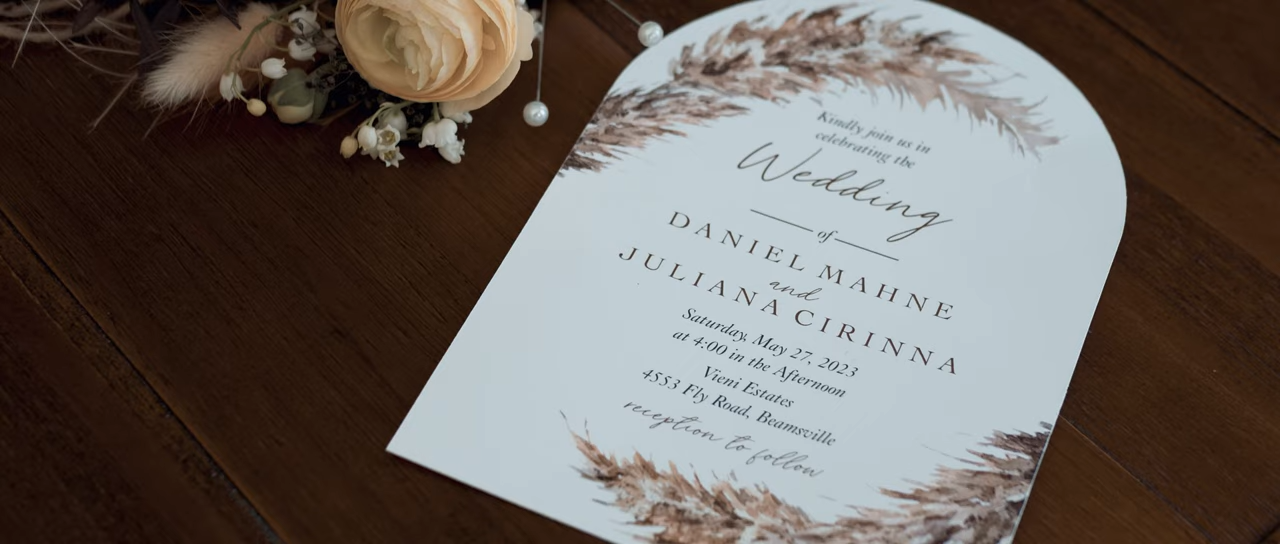 Kindly join us in
celebrating the
Wedding
of
DANIEL MAHNE
and
JULIANA CIRINNA
Saturday, May 27, 2023
at 4:00 in the Afternoon
Vieni Estates
4553 Fly Road, Beamsville
reception to follow